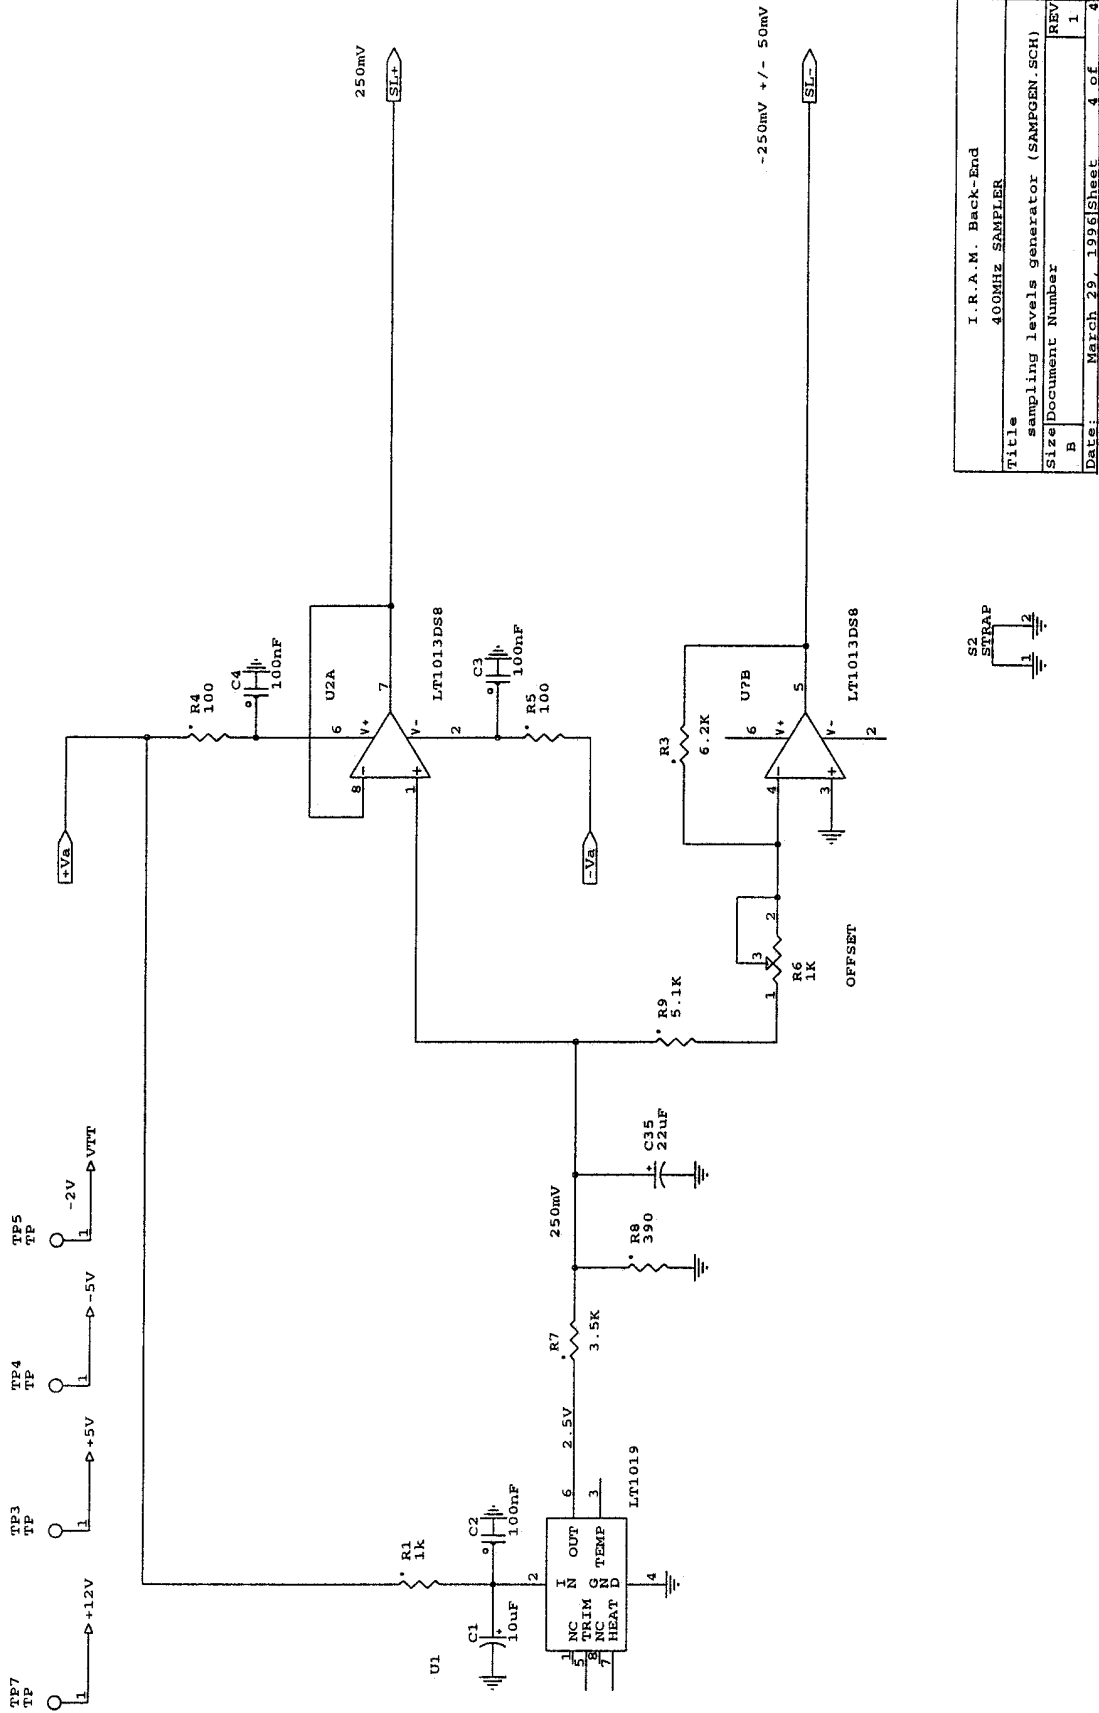 TP7
TP
1
+12V
TP3
TP
1
+5V
TP4
TP
1
-5V
TP5
TP
1
-2V
VTT
+Va
R4
100
C4
100nF
6
V+
U2A
8
-
1
+
7
V-
LT1013DS8
2
C3
100nF
R5
100
-Va
250mV
SL+
R1
1k
C2
100nF
C1
10uF
U1
2
1
NC
5
TRIM
8
NC
7
HEAT
IN
GND
OUT
6
TEMP
3
4
LT1019
2.5V
R7
3.5K
250mV
R8
390
C35
22uF
R9
5.1K
1
3
2
R6
1K
OFFSET
R3
6.2K
6
V+
U?B
4
-
3
+
5
V-
LT1013DS8
2
-250mV +/- 50mV
SL-
S2
STRAP
1
2
I.R.A.M. Back-End
400MHz SAMPLER
Title
sampling levels generator (SAMPGEN.SCH)
Size
Document Number
REV
B
1
Date: March 29, 1996
Sheet 4 of 4